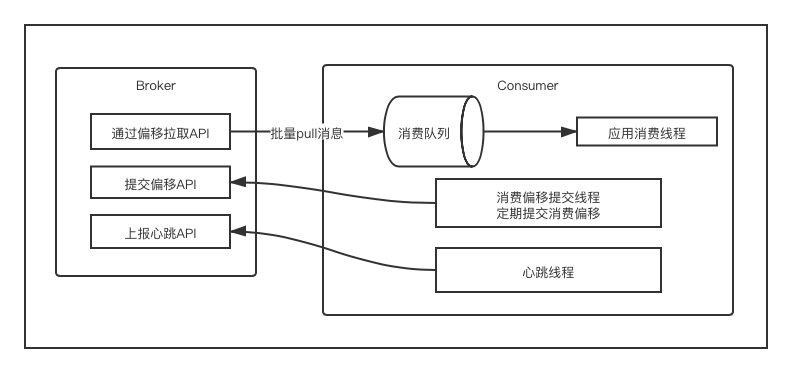 Broker
通过偏移拉取API
提交偏移API
上报心跳API
批量pull消息
Consumer
消费队列
应用消费线程
消费偏移提交线程
定期提交消费偏移
心跳线程